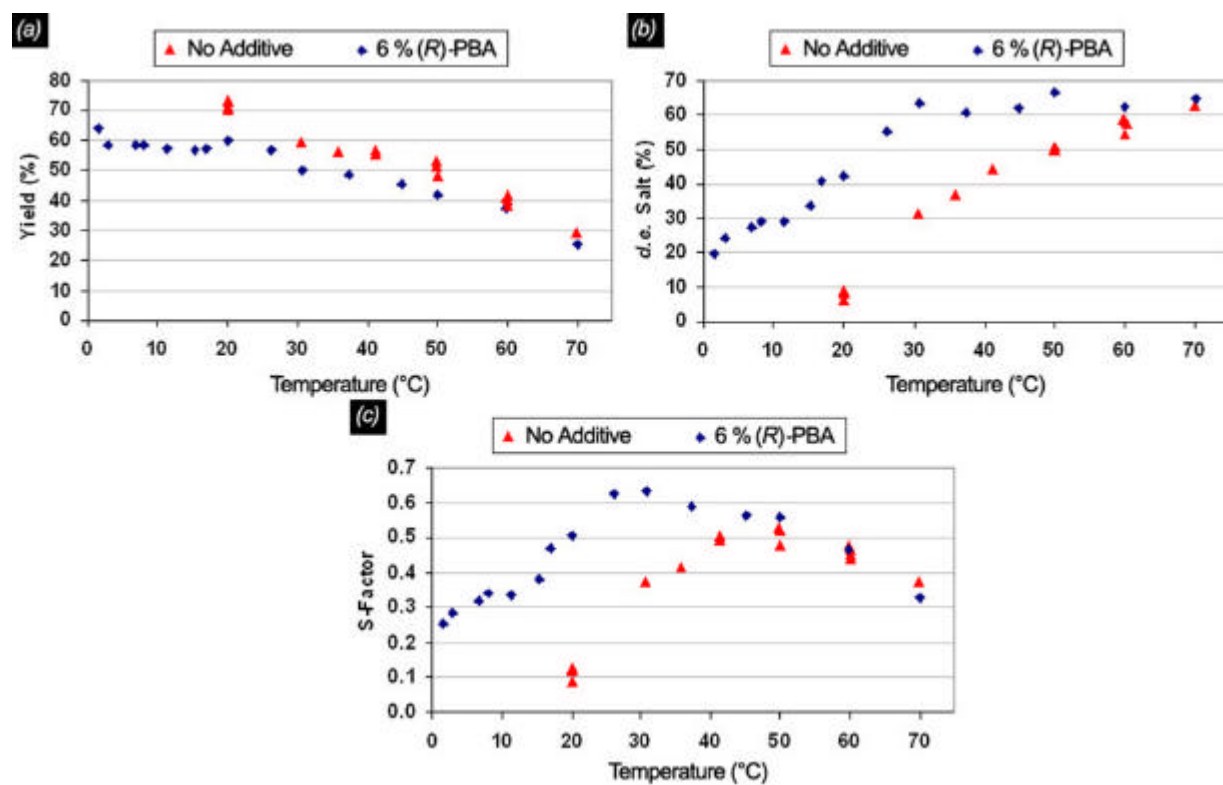 (a)
No Additive 6 % (R)-PBA
80
70
60
50
40
30
20
10
0
Yield (%)
0 10 20 30 40 50 60 70
Temperature (°C)
(b)
No Additive 6 % (R)-PBA
70
60
50
40
30
20
10
0
d.e. Salt (%)
0 10 20 30 40 50 60 70
Temperature (°C)
(c)
No Additive 6 % (R)-PBA
0.7
0.6
0.5
0.4
0.3
0.2
0.1
0.0
S-Factor
0 10 20 30 40 50 60 70
Temperature (°C)